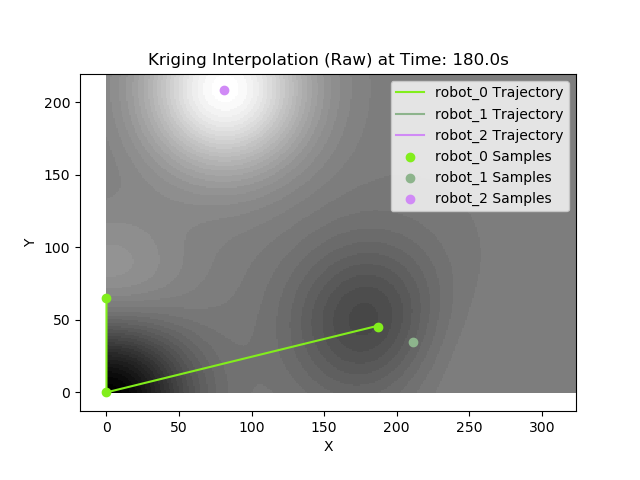 Kriging Interpolation (Raw) at Time: 180.0s
robot_0 Trajectory
robot_1 Trajectory
robot_2 Trajectory
robot_0 Samples
robot_1 Samples
robot_2 Samples
200
150
100
50
0
Y
0 50 100 150 200 250 300
X